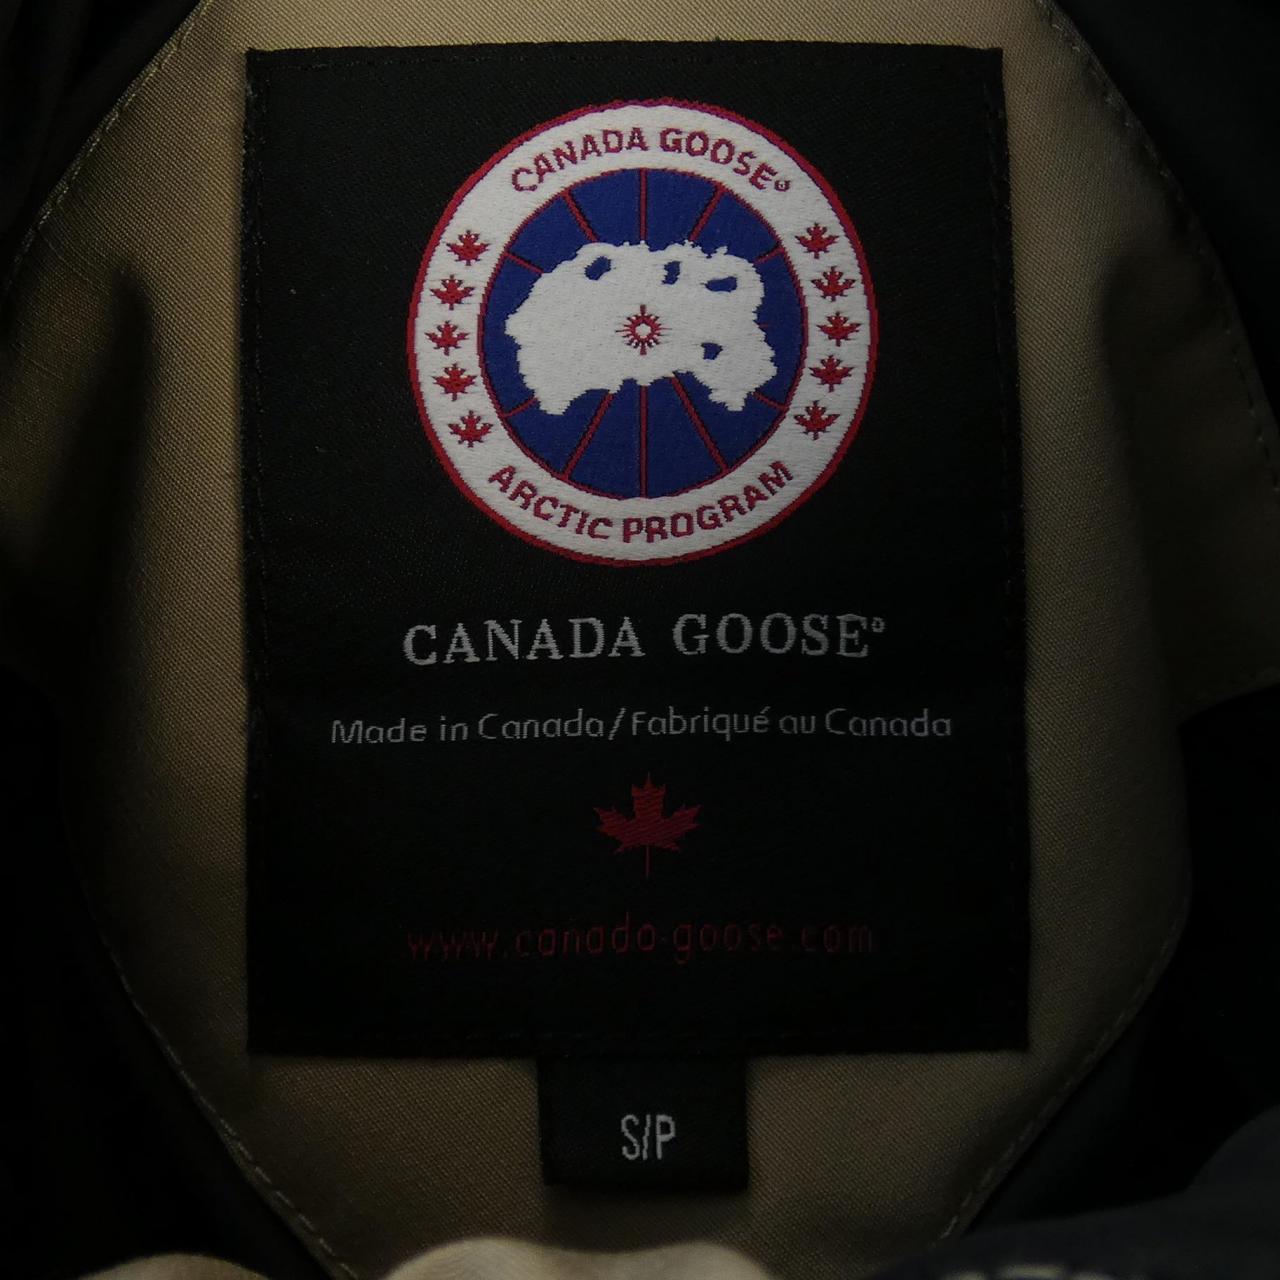 CANADA GOOSE®
ARCTIC PROGRAM
CANADA GOOSE®
Made in Canada/Fabriqué au Canada
www.canada-goose.com
S/P